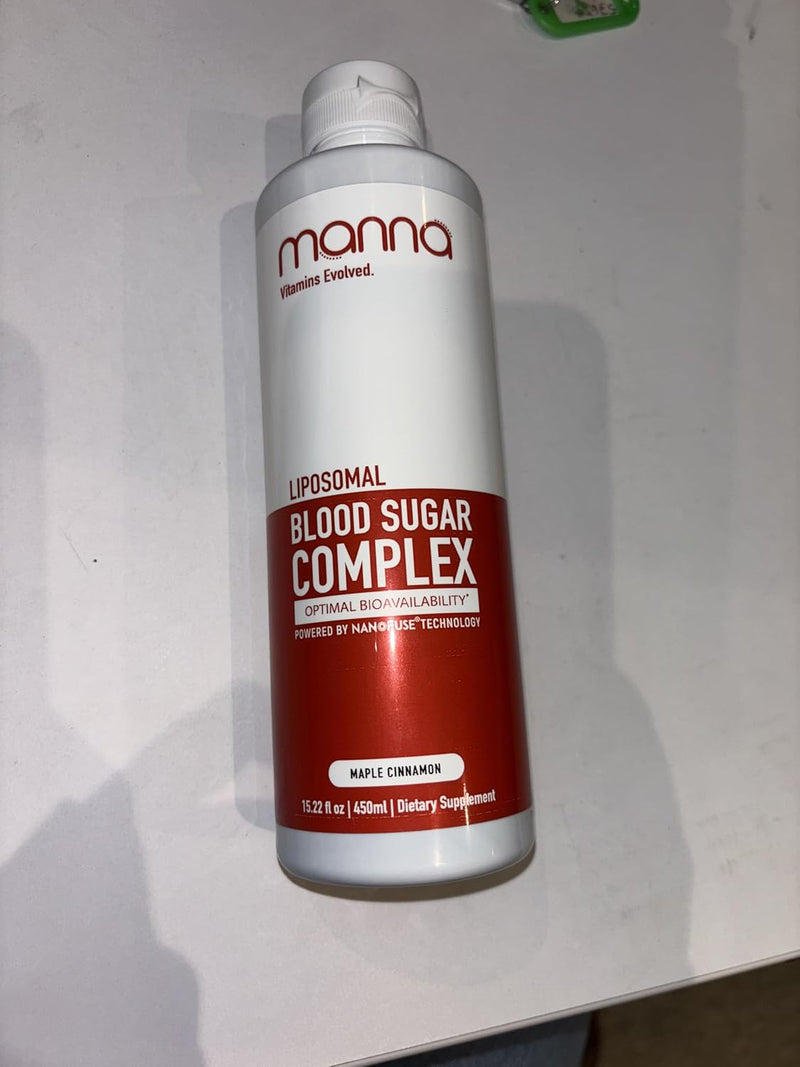 manna
Vitamins Evolved.
LIPOSOMAL
BLOOD SUGAR
COMPLEX
OPTIMAL BIOAVAILABILITY*
POWERED BY NANOFUSE® TECHNOLOGY
MAPLE CINNAMON
15.22 fl oz | 450ml | Dietary Supplement